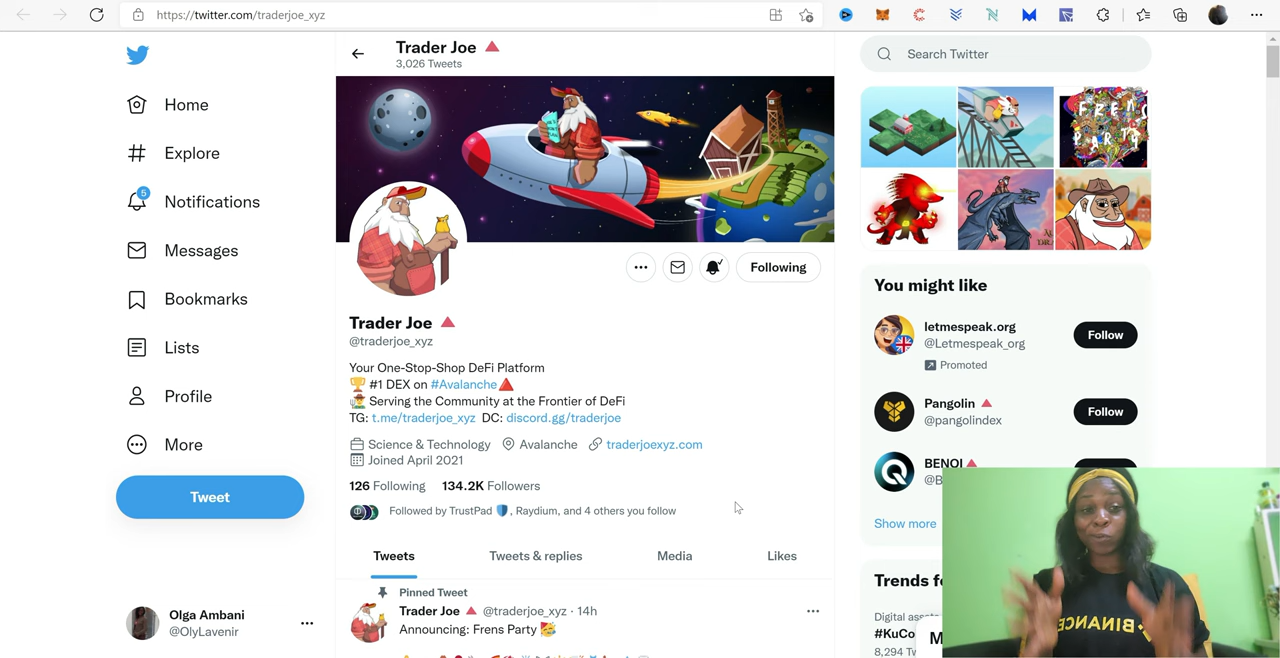 https://twitter.com/traderjoe_xyz
Trader Joe
3,026 Tweets
Search Twitter
Home
Explore
5
Notifications
Messages
Bookmarks
Lists
Profile
More
Tweet
Olga Ambani
@OlyLavenir
Following
Trader Joe
@traderjoe_xyz
Your One-Stop-Shop DeFi Platform
#1 DEX on #Avalanche
Serving the Community at the Frontier of DeFi
TG: t.me/traderjoe_xyz DC: discord.gg/traderjoe
Science & Technology Avalanche traderjoexyz.com
Joined April 2021
126 Following 134.2K Followers
Followed by TrustPad, Raydium, and 4 others you follow
Tweets Tweets & replies Media Likes
Pinned Tweet
Trader Joe @traderjoe_xyz · 14h
Announcing: Frens Party
You might like
letmespeak.org
@Letmespeak_org
Promoted
Follow
Pangolin
@pangolindex
Follow
BENQI
@B
Show more
Trends fo
Digital asset
#KuCo
8,294 Tw
M
BINANCE